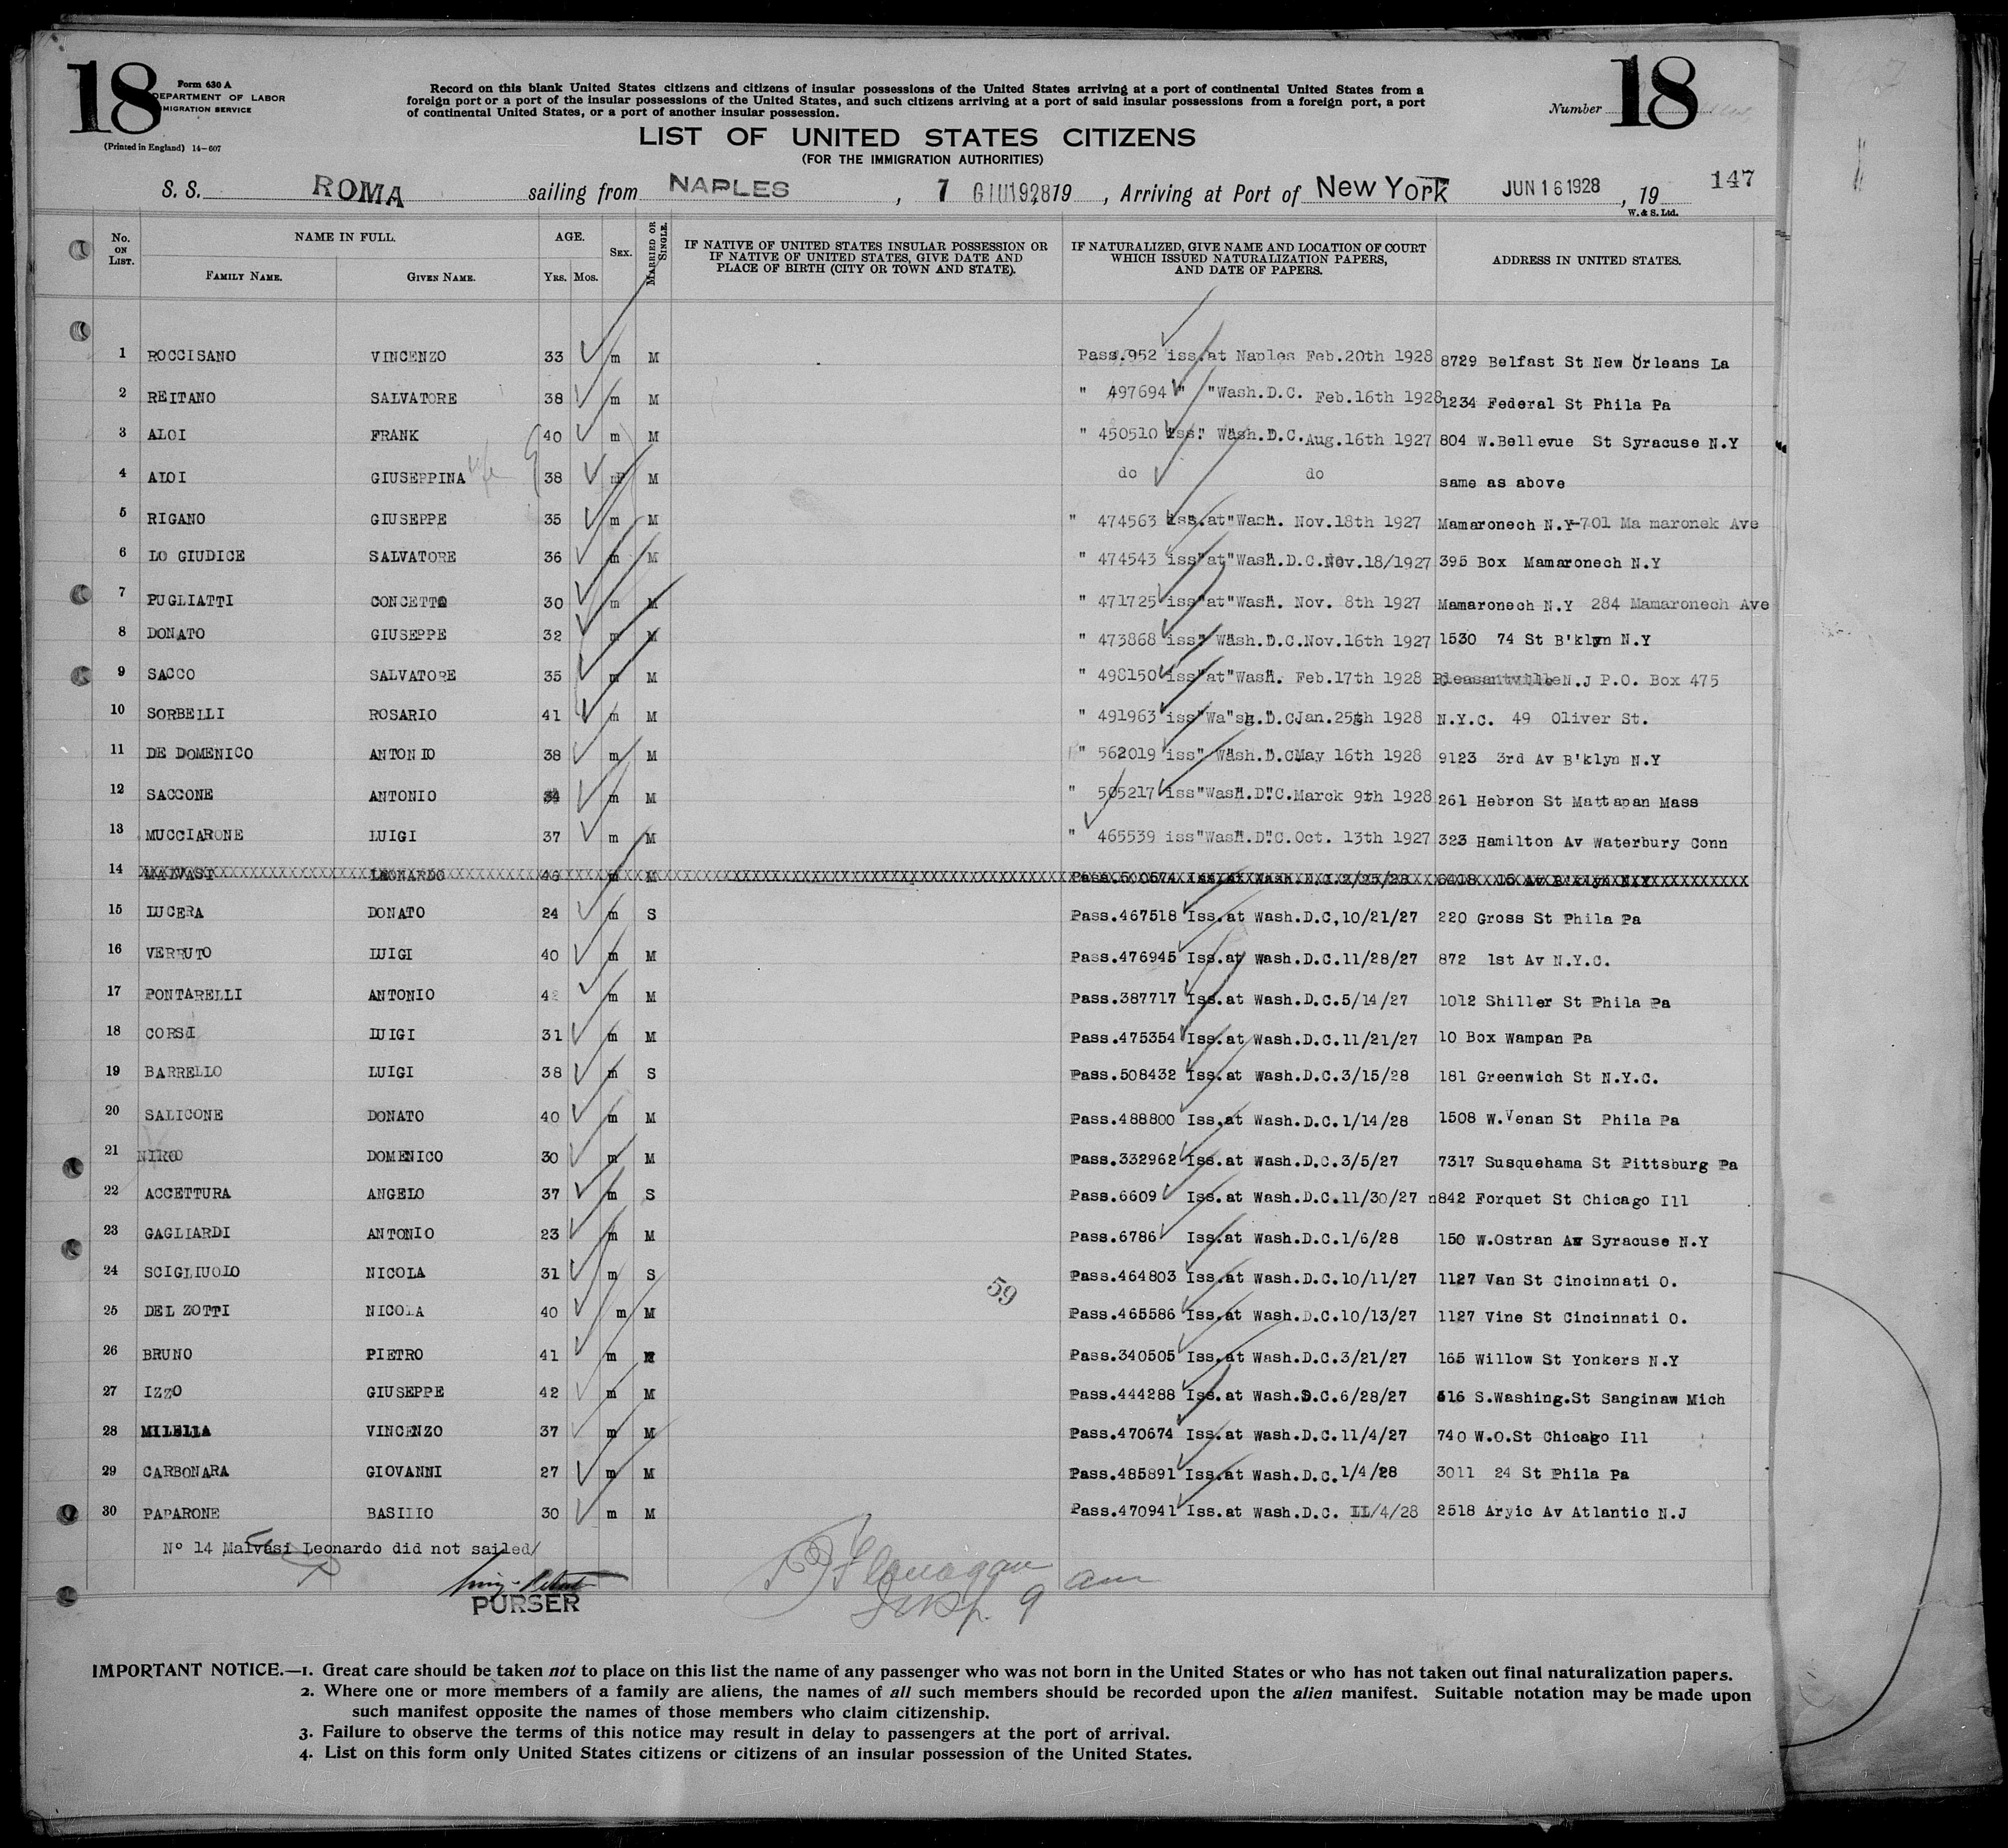 18
Form 630 A
DEPARTMENT OF LABOR
IMMIGRATION SERVICE
(Printed in England) 14-607
Record on this blank United States citizens and citizens of insular possessions of the United States arriving at a port of continental United States from a
foreign port or a port of the insular possessions of the United States, and such citizens arriving at a port of said insular possessions from a foreign port, a port
of continental United States, or a port of another insular possession.
Number 18
LIST OF UNITED STATES CITIZENS
(FOR THE IMMIGRATION AUTHORITIES)
S. S. ROMA sailing from NAPLES , 7 GIU 1928 19 , Arriving at Port of New York JUN 16 1928 , 19 147
W. & S. Ltd.
No. ON LIST. NAME IN FULL. FAMILY NAME. GIVEN NAME. AGE. YRS. MOS. SEX. MARRIED OR SINGLE. IF NATIVE OF UNITED STATES INSULAR POSSESSION OR IF NATIVE OF UNITED STATES, GIVE DATE AND PLACE OF BIRTH (CITY OR TOWN AND STATE). IF NATURALIZED, GIVE NAME AND LOCATION OF COURT WHICH ISSUED NATURALIZATION PAPERS, AND DATE OF PAPERS. ADDRESS IN UNITED STATES.
1 ROCCISANO VINCENZO 33 m M Pass.952 iss.at Naples Feb.20th 1928 8729 Belfast St New Orleans La
2 REITANO SALVATORE 38 m M " 497694 " "Wash.D.C. Feb.16th 1928 1234 Federal St Phila Pa
3 ALOI FRANK 40 m M " 450510 iss." Wash.D.C.Aug.16th 1927 804 W.Bellevue St Syracuse N.Y
4 ALOI GIUSEPPINA wife 38 M do do same as above
5 RIGANO GIUSEPPE 35 m M " 474563 iss.at"Wash. Nov.18th 1927 Mamaronech N.Y-701 Ma maronek Ave
6 LO GIUDICE SALVATORE 36 m M " 474543 iss"at"Wash.D.C.Nov.18/1927 395 Box Mamaronech N.Y
7 PUGLIATTI CONCETTO 30 m M " 471725 iss"at"Wash. Nov. 8th 1927 Mamaronech N.Y 284 Mamaronech Ave
8 DONATO GIUSEPPE 32 m M " 473868 iss" Wash.D.C.Nov.16th 1927 1530 74 St B'klyn N.Y
9 SACCO SALVATORE 35 m M " 498150 iss"at"Wash. Feb.17th 1928 Pleasantville N.J P.O. Box 475
10 SORBELLI ROSARIO 41 m M " 491963 iss"Wa"sh.D.C.Jan.25th 1928 N.Y.C. 49 Oliver St.
11 DE DOMENICO ANTONIO 38 m M " 562019 iss" Wash.D.C.May 16th 1928 9123 3rd Av B'klyn N.Y
12 SACCONE ANTONIO 34 m M " 505217 iss"Wash.D.C.Marck 9th 1928 261 Hebron St Mattapan Mass
13 MUCCIARONE LUIGI 37 m M " 465539 iss"Wash.D.C.Oct. 13th 1927 323 Hamilton Av Waterbury Conn
14 MALVASI LEONARDO 46 m M Pass.500574 Iss.at Wash. 2/25/28 6418 15 Av B'klyn N.Y
15 LUCERA DONATO 24 m S Pass.467518 Iss.at Wash.D.C,10/21/27 220 Gross St Phila Pa
16 VERRUTO LUIGI 40 m M Pass.476945 Iss.at Wash.D.C.11/28/27 872 1st Av N.Y.C.
17 PONTARELLI ANTONIO m M Pass.387717 Iss.at Wash.D.C.5/14/27 1012 Shiller St Phila Pa
18 CORSI LUIGI 31 m M Pass.475354 Iss.at Wash.D.C.11/21/27 10 Box Wampan Pa
19 BARRELLO LUIGI 38 m S Pass.508432 Iss.at Wash.D.C.3/15/28 181 Greenwich St N.Y.C.
20 SALICONE DONATO 40 m M Pass.488800 Iss.at Wash.D.C.1/14/28 1508 W.Venan St Phila Pa
21 NIRO DOMENICO 30 m M Pass.332962 Iss.at Wash.D.C.3/5/27 7317 Susquehama St Pittsburg Pa
22 ACCETTURA ANGELO 37 m S Pass.6609 Iss.at Wash.D.C.11/30/27 n842 Forquet St Chicago Ill
23 GAGLIARDI ANTONIO 23 m M Pass.6786 Iss.at Wash.D.C.1/6/28 150 W.Ostran Av Syracuse N.Y
24 SCIGLIUOLO NICOLA 31 m S Pass.464803 Iss.at Wash.D.C.10/11/27 1127 Van St Cincinnati O.
25 DEL ZOTTI NICOLA 40 m M Pass.465586 Iss.at Wash.D.C.10/13/27 1127 Vine St Cincinnati O.
59
26 BRUNO PIETRO 41 m M Pass.340505 Iss.at Wash.D.C.3/21/27 165 Willow St Yonkers N.Y
27 IZZO GIUSEPPE 42 m M Pass.444288 Iss.at Wash.D.C.6/28/27 616 S.Washing.St Sanginaw Mich
28 MILELLA VINCENZO 37 m M Pass.470674 Iss.at Wash.D.C.11/4/27 740 W.O.St Chicago Ill
29 CARBONARA GIOVANNI 27 m M Pass.485891 Iss.at Wash.D.C.1/4/28 3011 24 St Phila Pa
30 PAPARONE BASILIO 30 m M Pass.470941 Iss.at Wash.D.C. II/4/28 2518 Aryic Av Atlantic N.J
Nº 14 Malvasi Leonardo did not sailed/
PURSER
Flanagan
Insp. 9 am
IMPORTANT NOTICE.—1. Great care should be taken not to place on this list the name of any passenger who was not born in the United States or who has not taken out final naturalization papers.
2. Where one or more members of a family are aliens, the names of all such members should be recorded upon the alien manifest. Suitable notation may be made upon
such manifest opposite the names of those members who claim citizenship.
3. Failure to observe the terms of this notice may result in delay to passengers at the port of arrival.
4. List on this form only United States citizens or citizens of an insular possession of the United States.